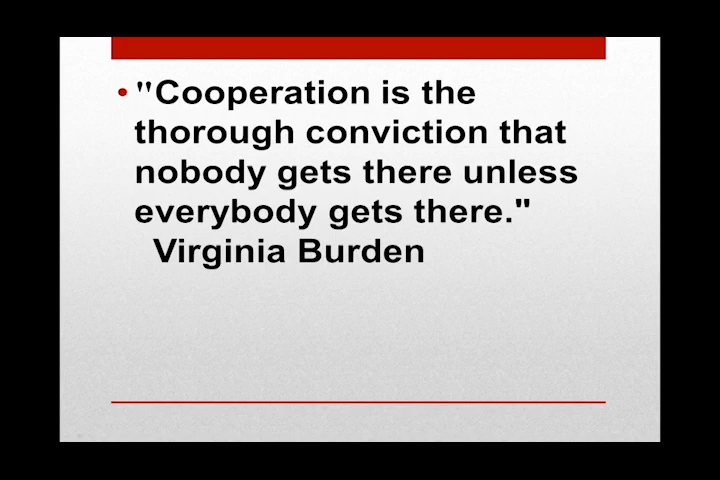 • "Cooperation is the
thorough conviction that
nobody gets there unless
everybody gets there."
Virginia Burden